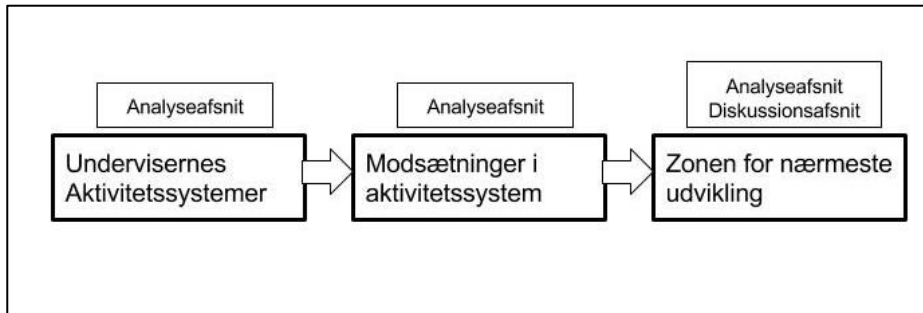 Analyseafsnit
Undervisernes
Aktivitetssystemer
Analyseafsnit
Modsætninger i
aktivitetssystem
Analyseafsnit
Diskussionsafsnit
Zonen for nærmeste
udvikling